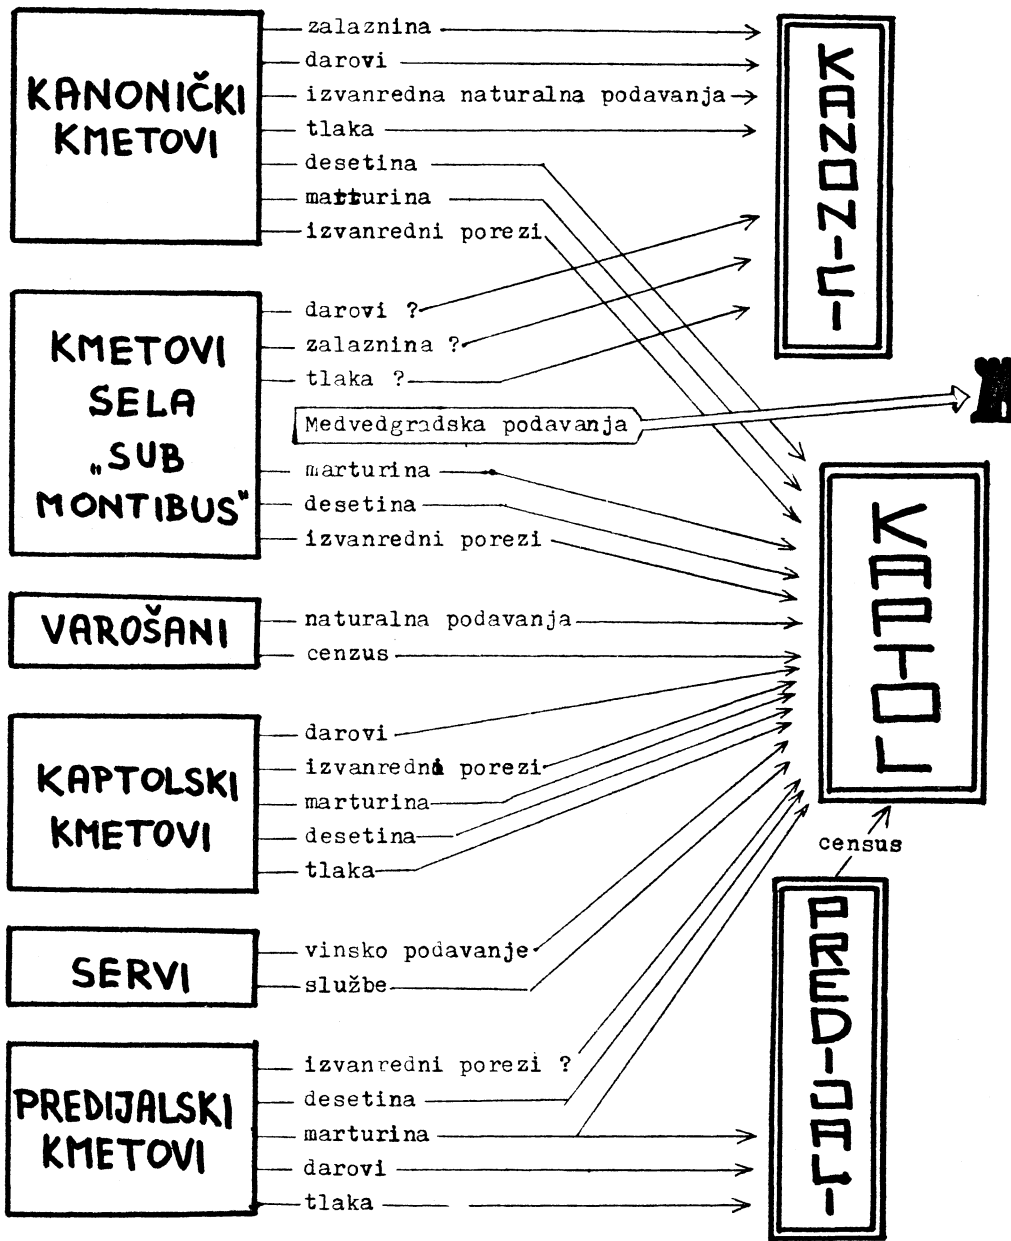 KANONIČKI
KMETOVI
zalaznina
darovi
izvanredna naturalna podavanja
tlaka
desetina
marturina
izvanredni porezi
KANONICI
KMETOVI
SELA
„SUB
MONTIBUS"
darovi ?
zalaznina ?
tlaka ?
Medvedgradska podavanja
marturina
desetina
izvanredni porezi
KAPTOL
VAROŠANI
naturalna podavanja
cenzus
KAPTOLSKI
KMETOVI
darovi
izvanredni porezi
marturina
desetina
tlaka
census
SERVI
vinsko podavanje
službe
PREDIJALSKI
KMETOVI
izvanredni porezi ?
desetina
marturina
darovi
tlaka
PREDIJALI